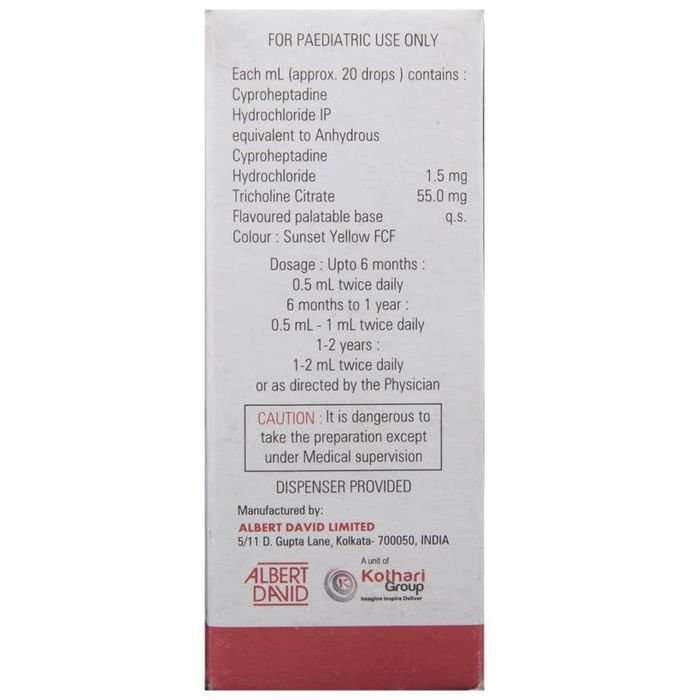 FOR PAEDIATRIC USE ONLY
Each mL (approx. 20 drops ) contains :
Cyproheptadine
Hydrochloride IP
equivalent to Anhydrous
Cyproheptadine
Hydrochloride 1.5 mg
Tricholine Citrate 55.0 mg
Flavoured palatable base q.s.
Colour : Sunset Yellow FCF
Dosage : Upto 6 months :
0.5 mL twice daily
6 months to 1 year :
0.5 mL - 1 mL twice daily
1-2 years :
1-2 mL twice daily
or as directed by the Physician
CAUTION : It is dangerous to
take the preparation except
under Medical supervision
DISPENSER PROVIDED
Manufactured by:
ALBERT DAVID LIMITED
5/11 D. Gupta Lane, Kolkata- 700050, INDIA
ALBERT
DAVID
A unit of
Kothari
Group
Imagine Inspire Deliver